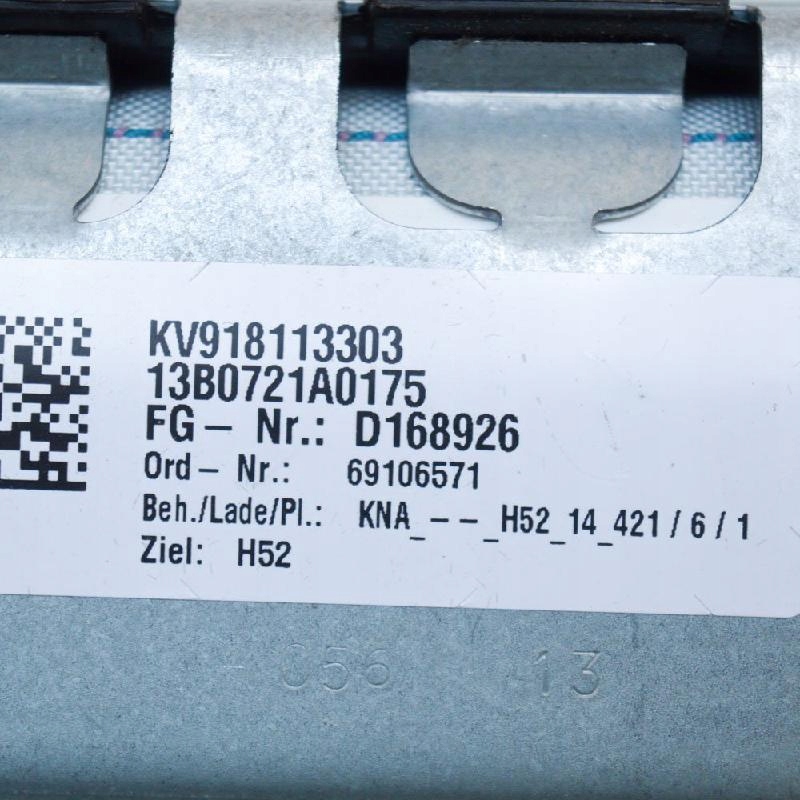 KV918113303
13B0721A0175
FG – Nr.: D168926
Ord – Nr.: 69106571
Beh./Lade/Pl.: KNA_– –_H52_14_421 / 6 / 1
Ziel: H52
056 13